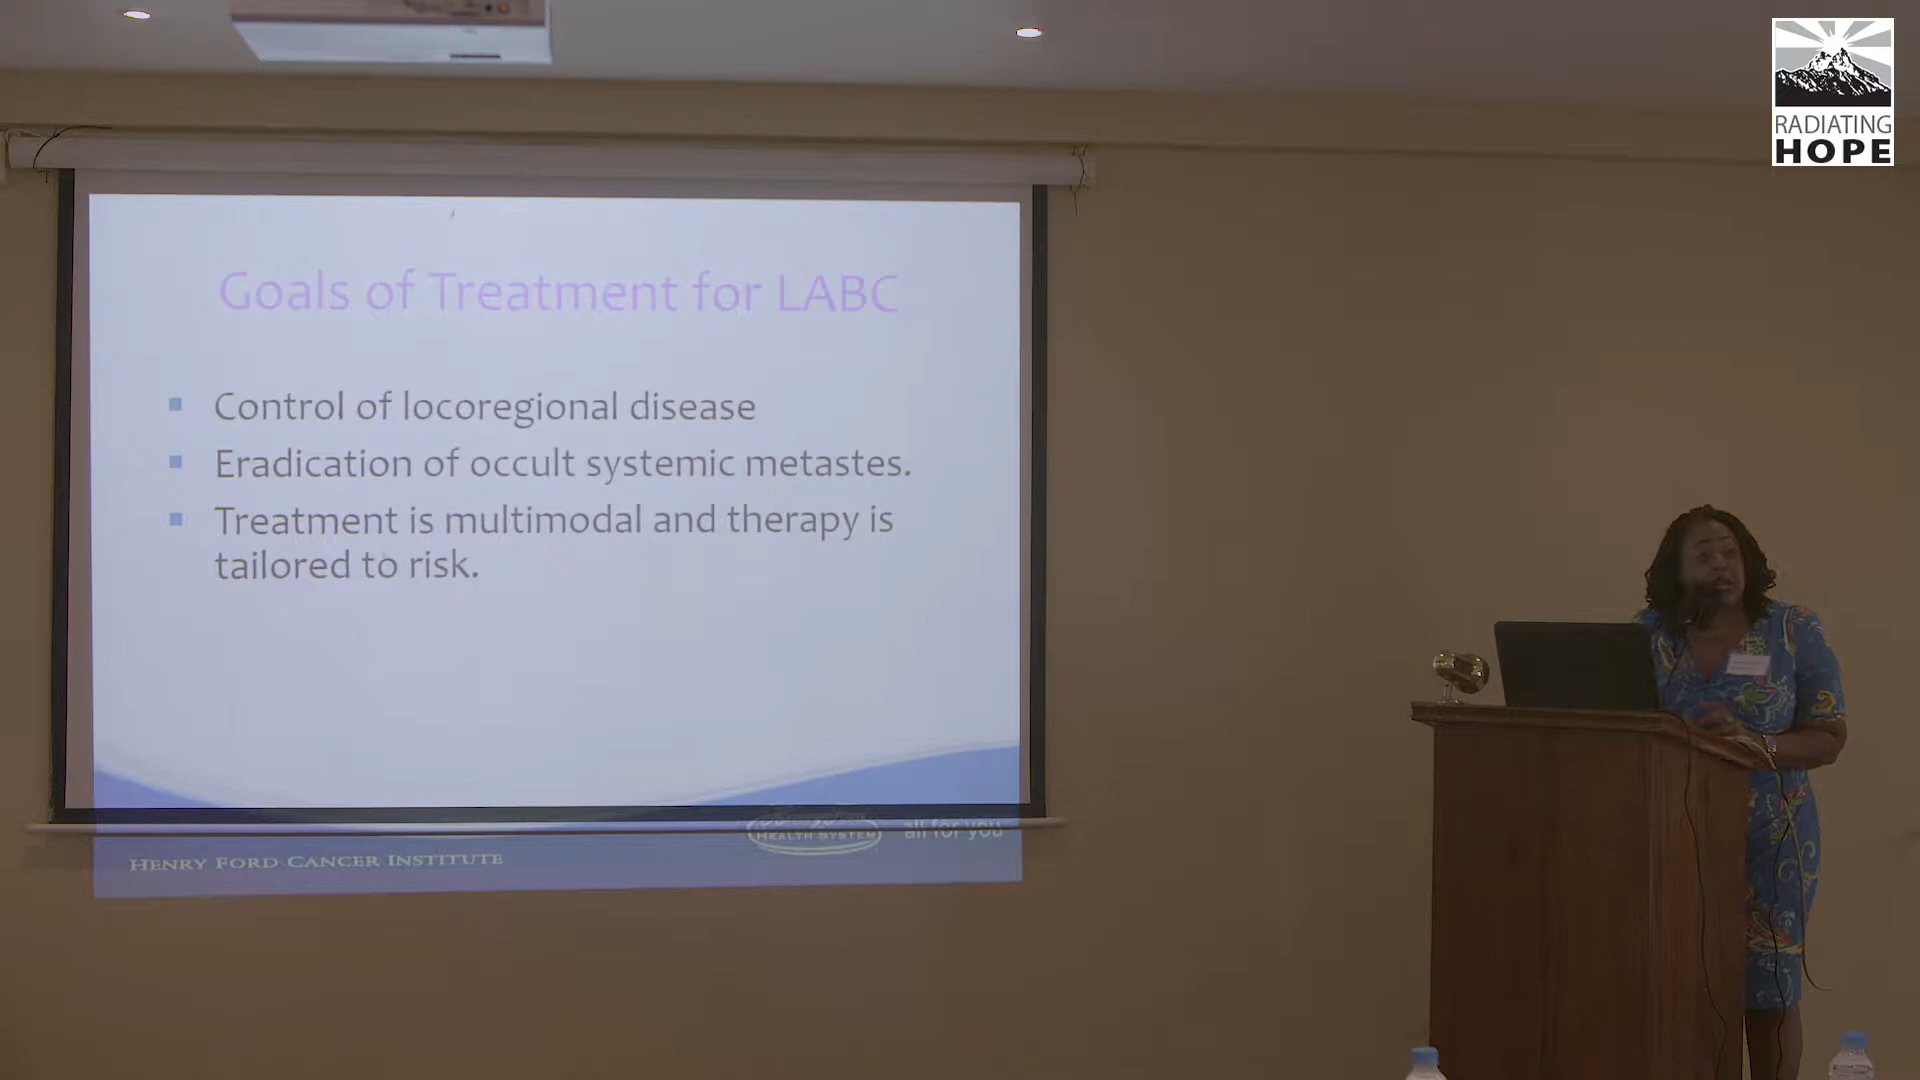 RADIATING
HOPE
Goals of Treatment for LABC
Control of locoregional disease
Eradication of occult systemic metastes.
Treatment is multimodal and therapy is
tailored to risk.
HEALTH SYSTEM
all for you
HENRY FORD CANCER INSTITUTE